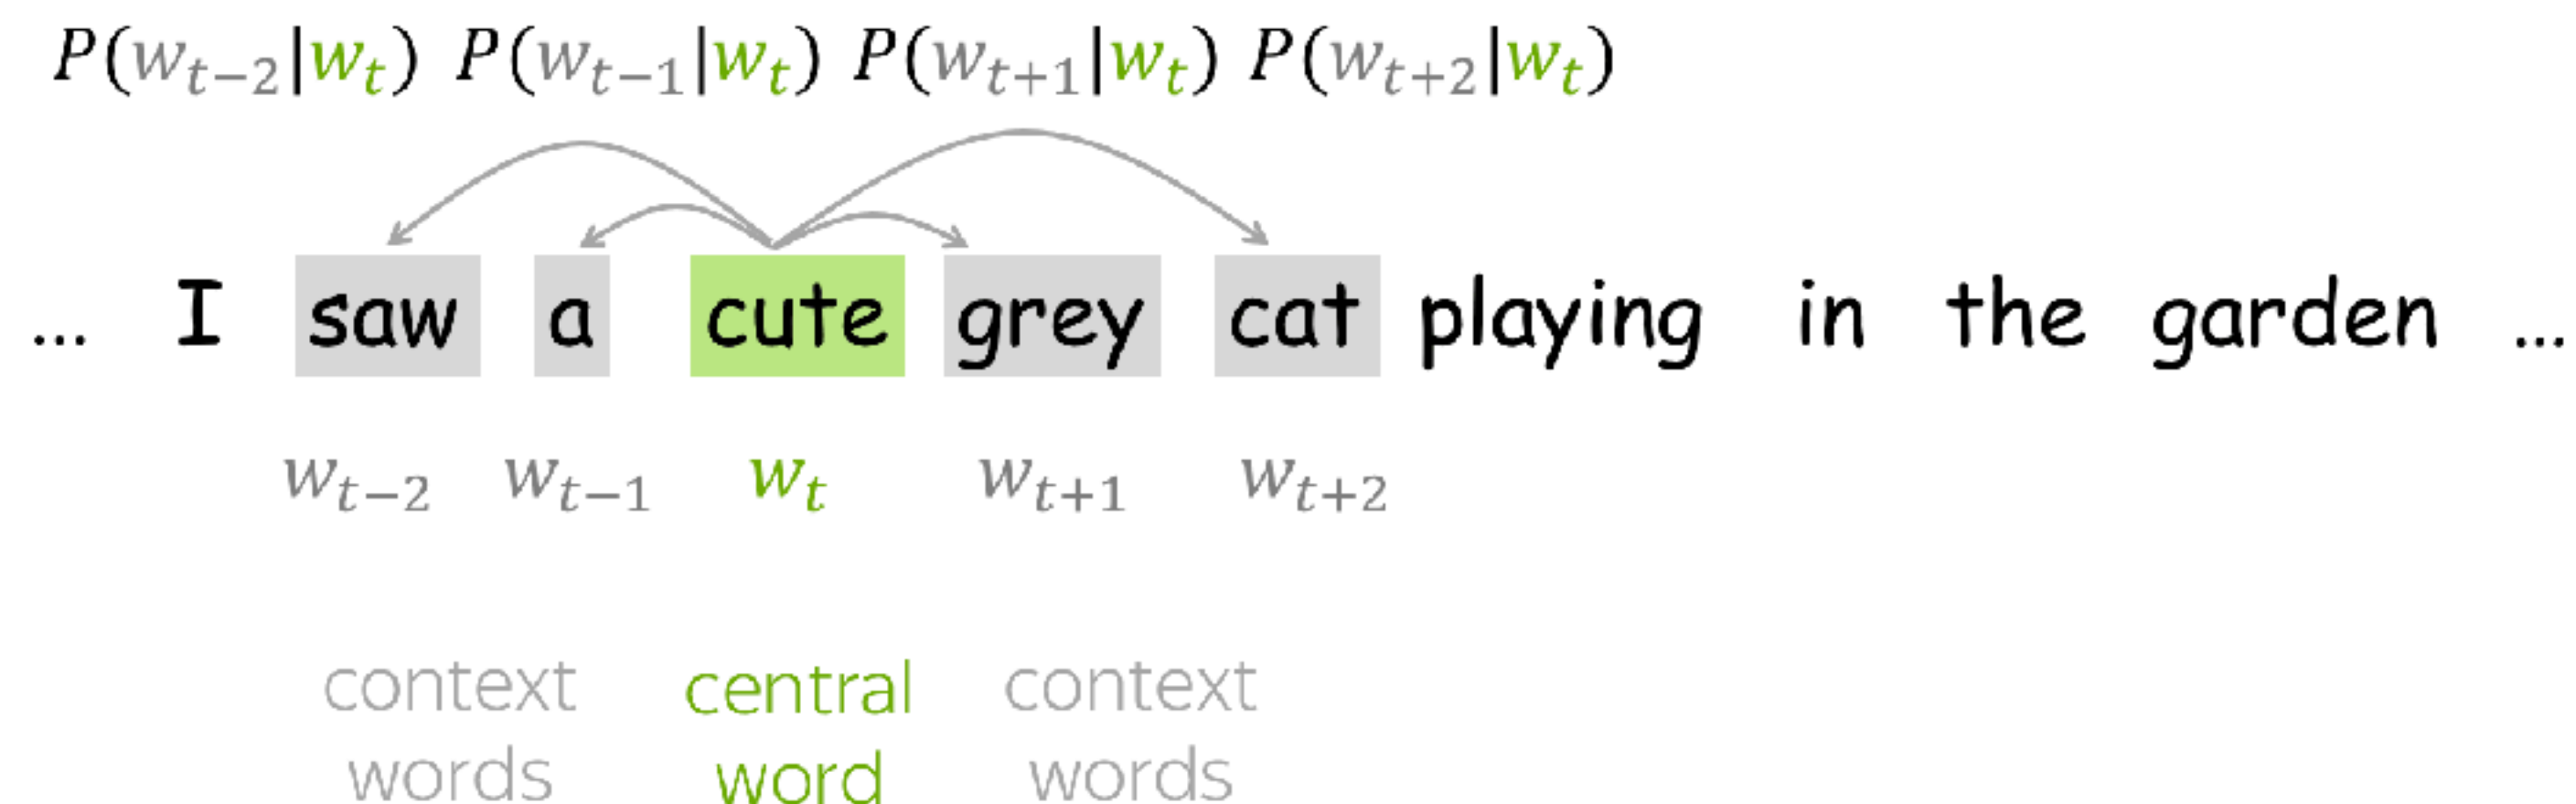 P(w_{t−2}|w_t) P(w_{t−1}|w_t) P(w_{t+1}|w_t) P(w_{t+2}|w_t)
... I saw a cute grey cat playing in the garden ...
w_{t−2} w_{t−1} w_t w_{t+1} w_{t+2}
context central context
words word words